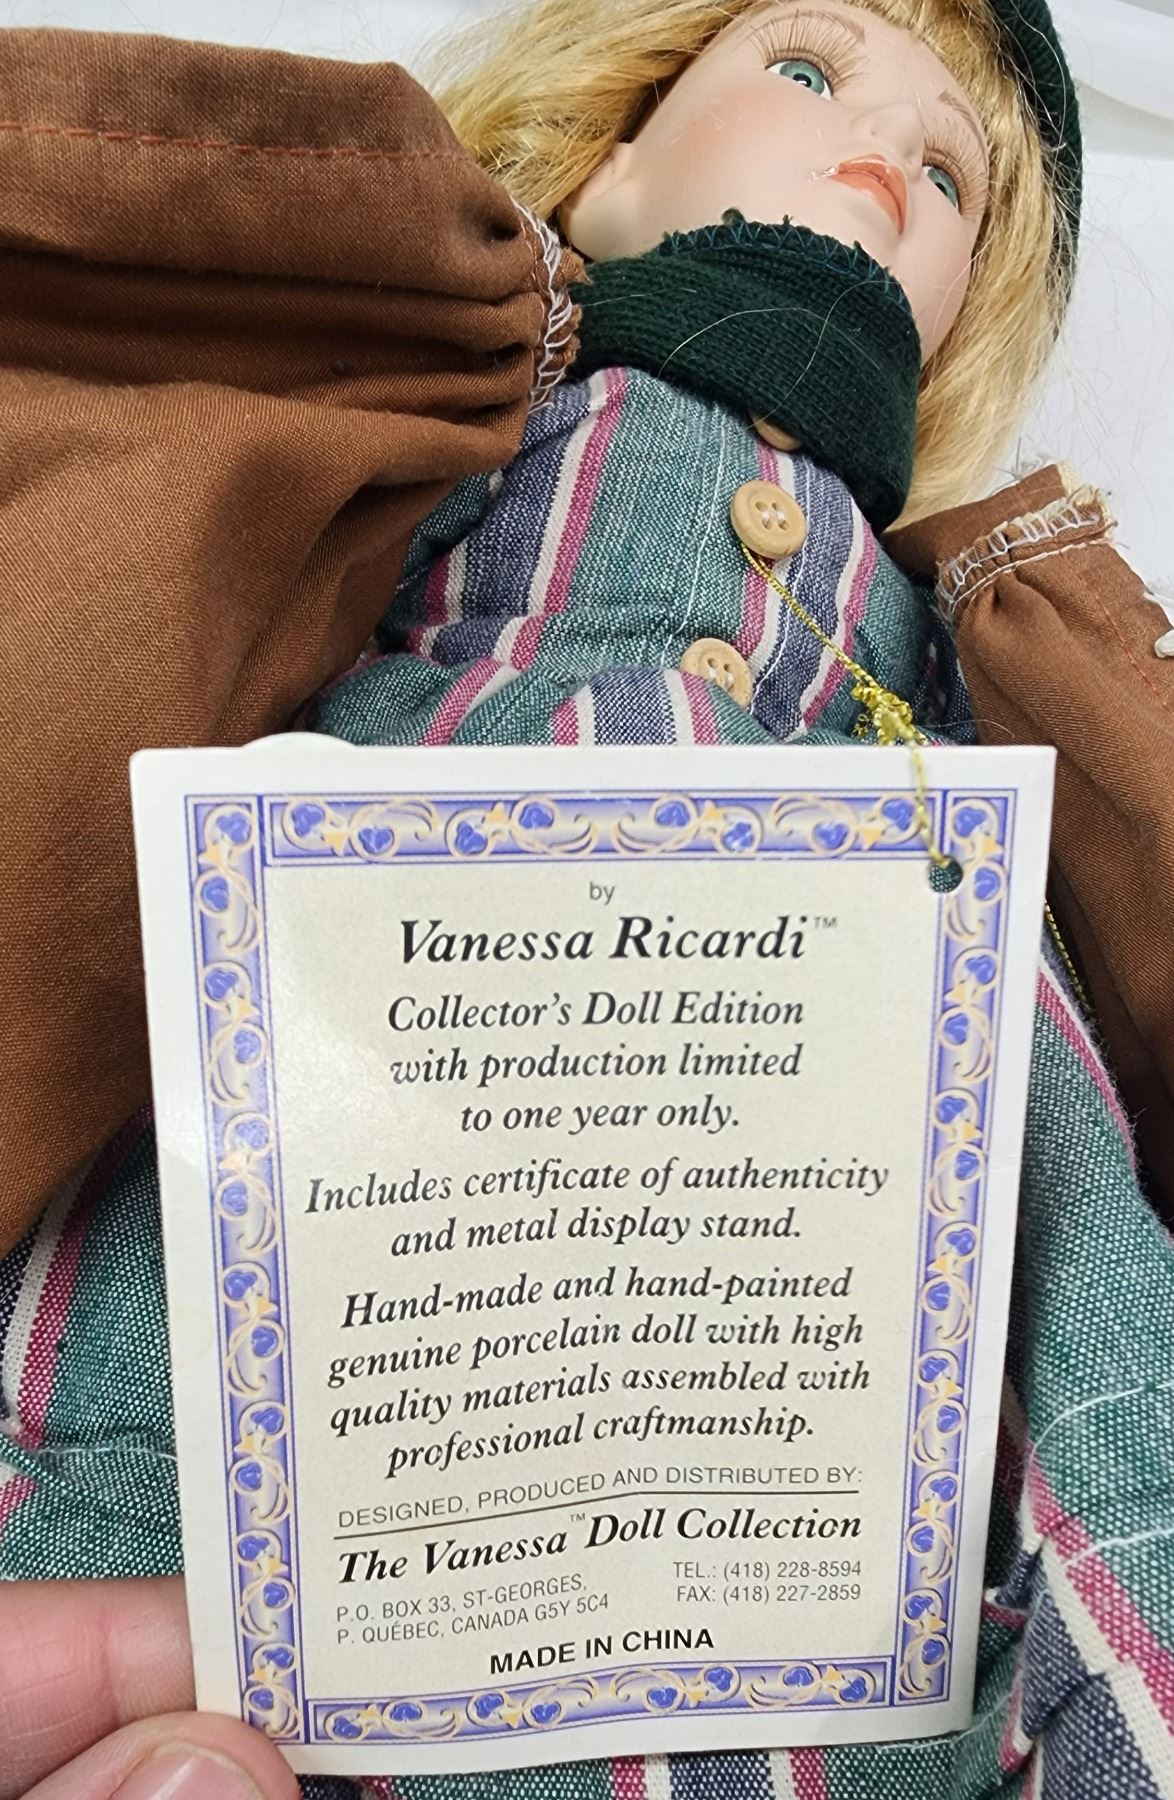 by
Vanessa Ricardi™
Collector's Doll Edition
with production limited
to one year only.
Includes certificate of authenticity
and metal display stand.
Hand-made and hand-painted
genuine porcelain doll with high
quality materials assembled with
professional craftmanship.
DESIGNED, PRODUCED AND DISTRIBUTED BY:
The Vanessa™ Doll Collection
P.O. BOX 33, ST-GEORGES,
P. QUÉBEC, CANADA G5Y 5C4
TEL.: (418) 228-8594
FAX: (418) 227-2859
MADE IN CHINA